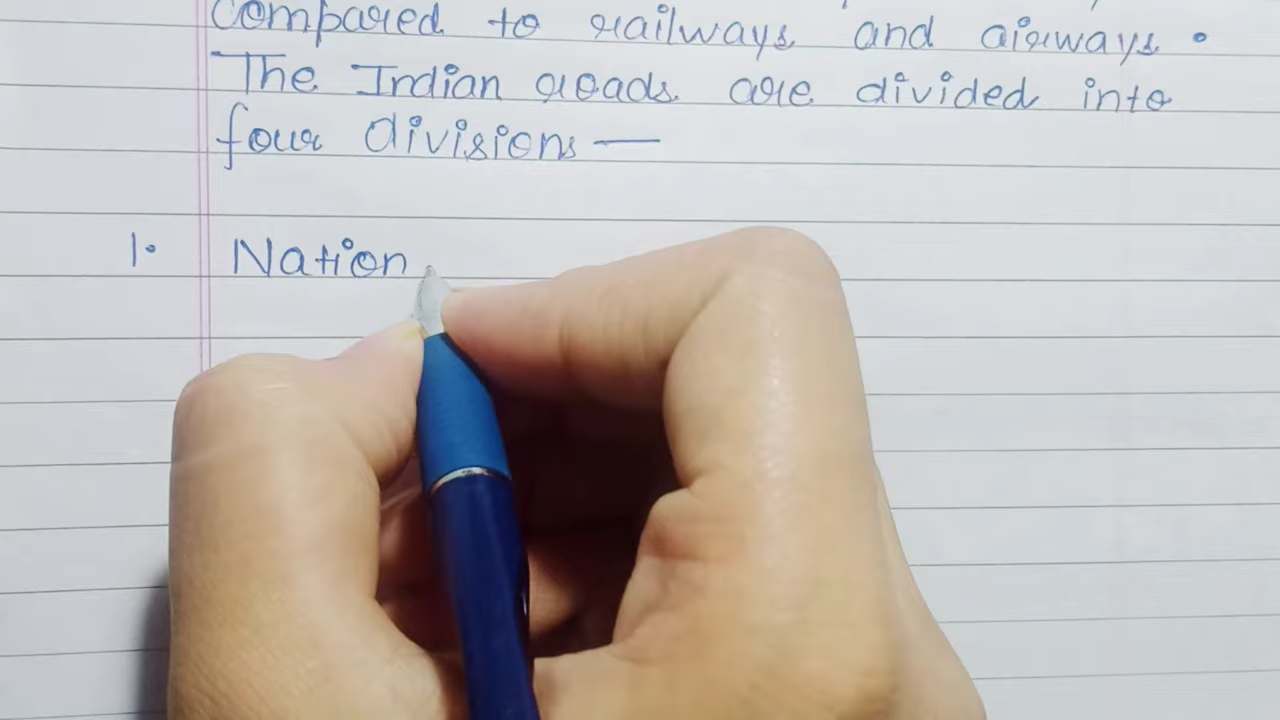 Compared to railways and airways.
The Indian roads are divided into
four divisions —
1. Nation